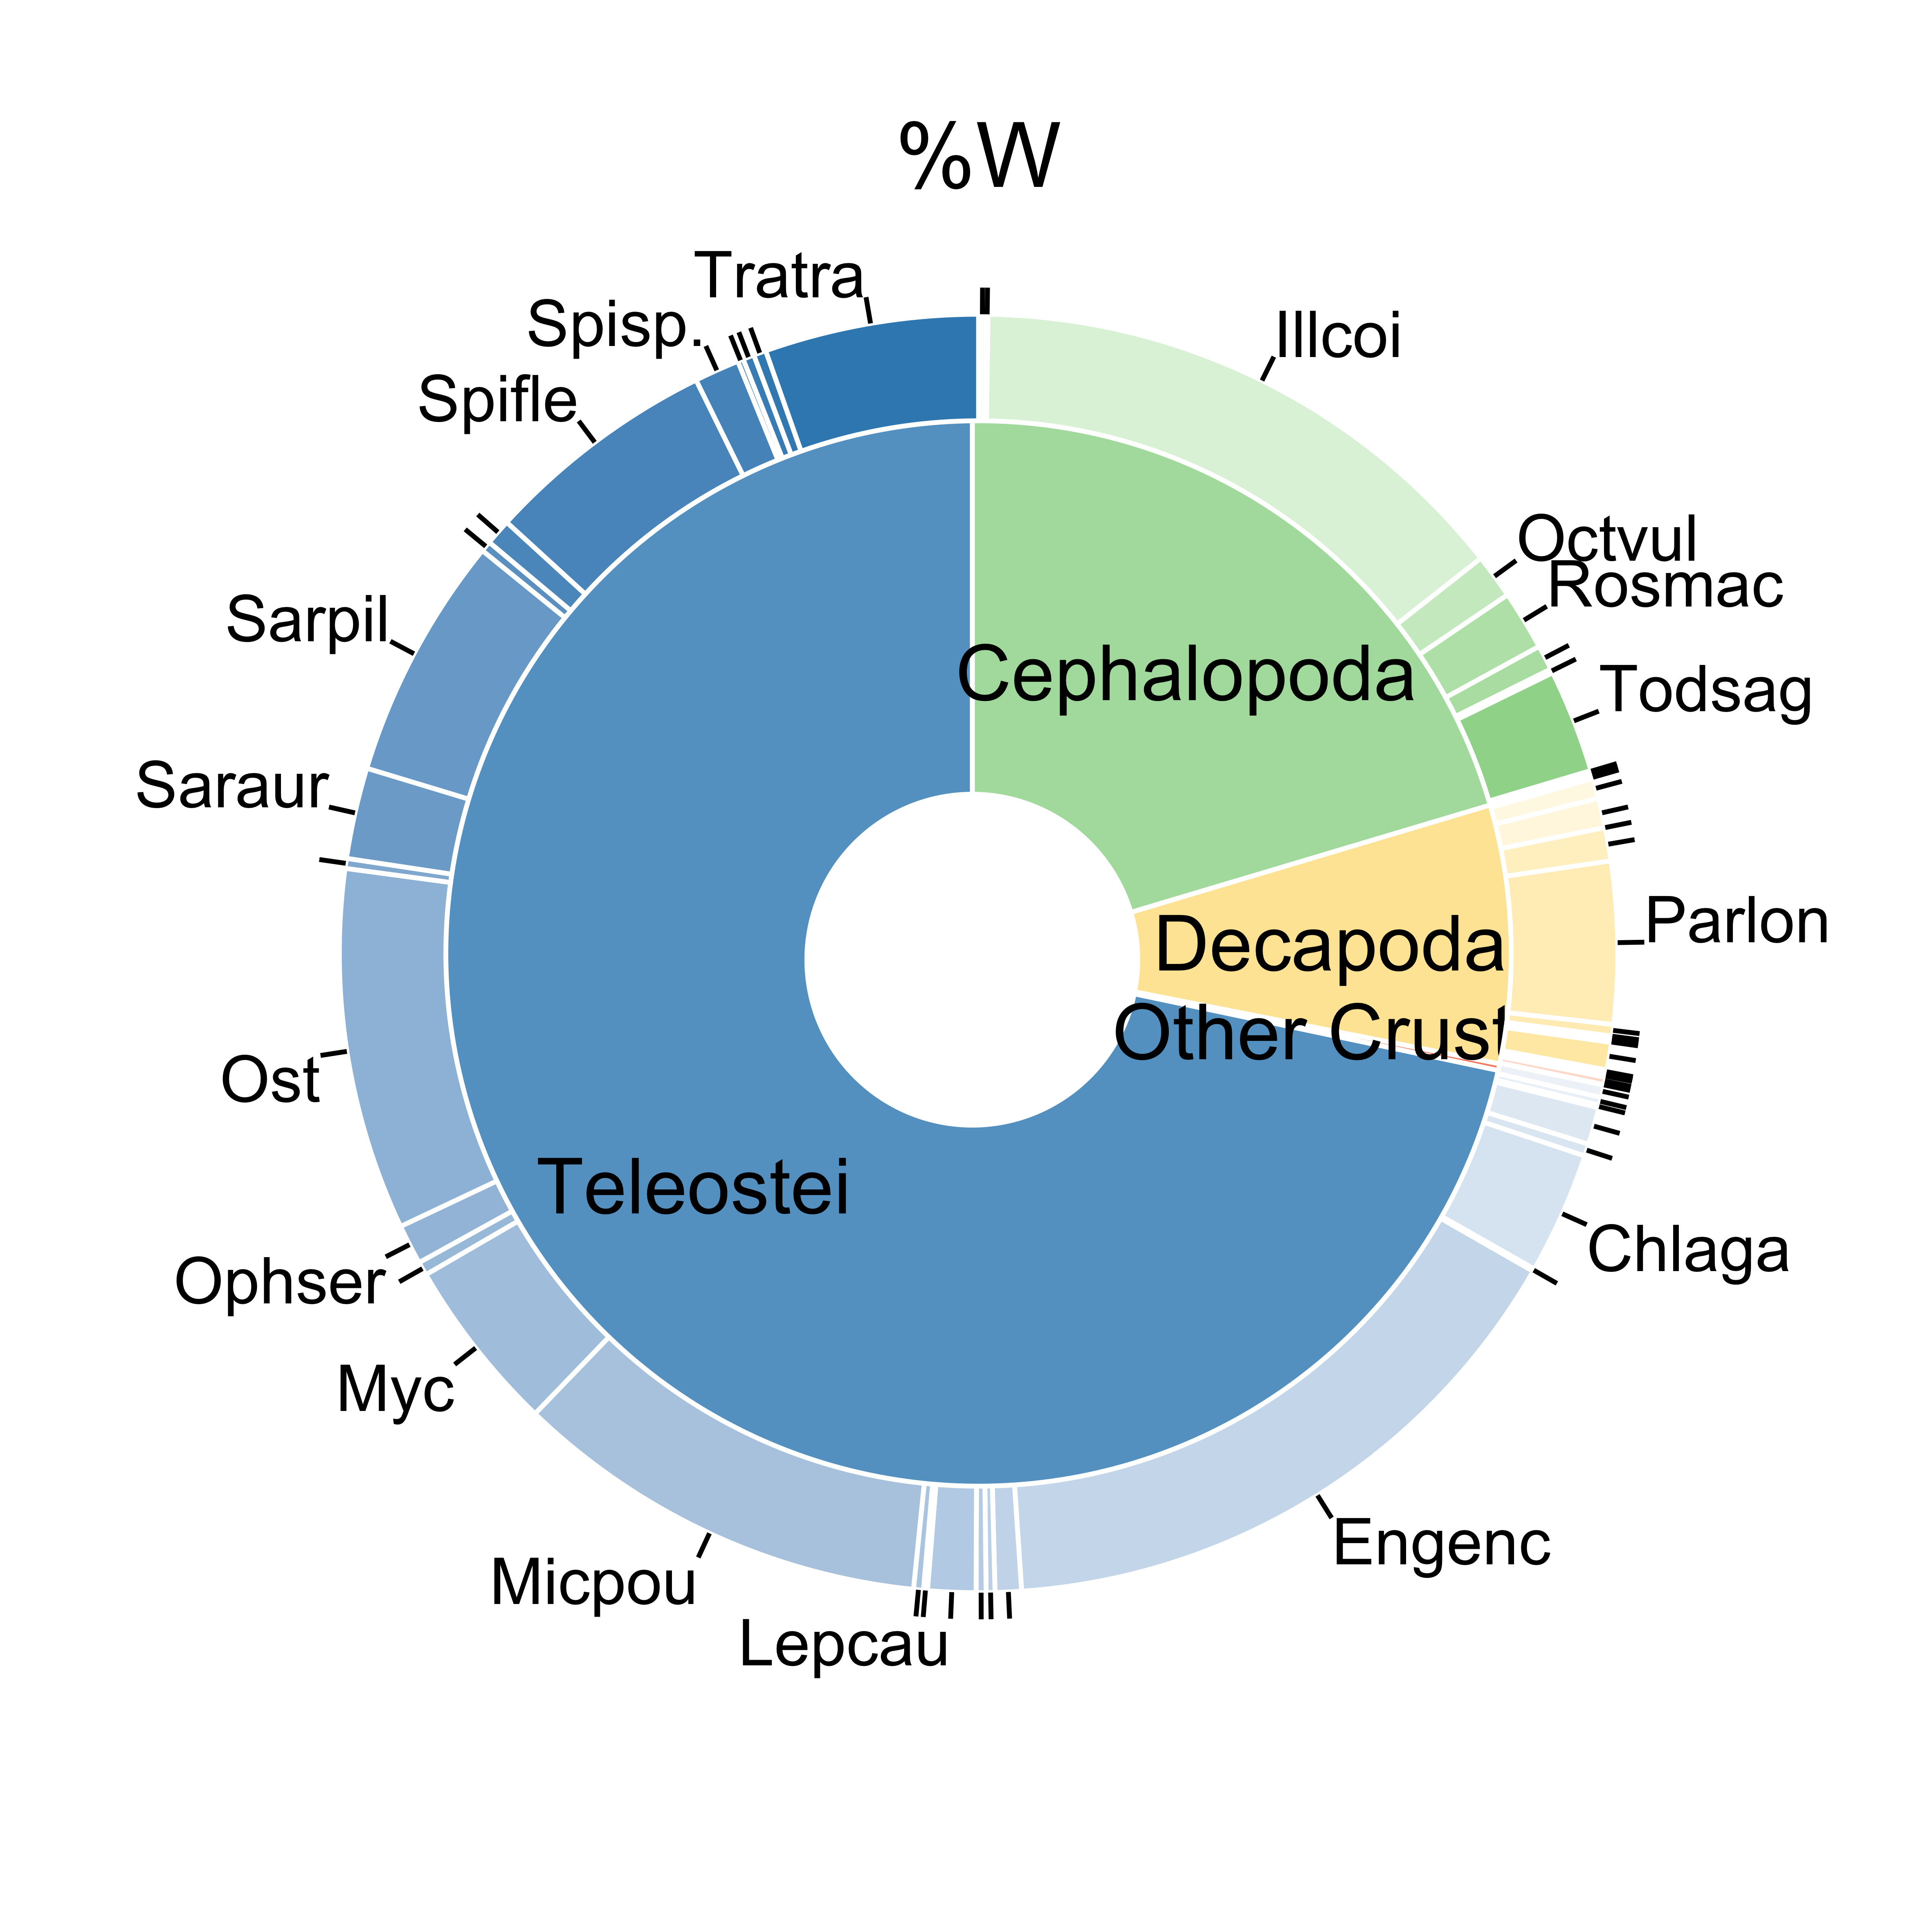 %W
Tratra
Illcoi
Spisp.
Spifle
Octvul
Rosmac
Sarpil
Cephalopoda
Todsag
Saraur
Parlon
Decapoda
Other Crust
Ost
Teleostei
Chlaga
Ophser
Myc
Engenc
Micpou
Lepcau